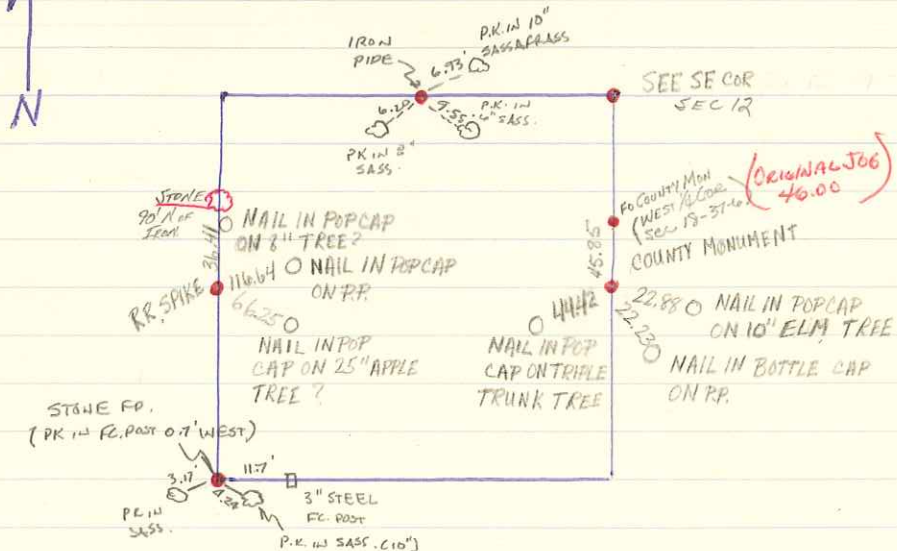 N
IRON
PIPE
P.K. IN 10"
SASSAFRASS
6.93'
6.20
9.55
P.K. IN
6" SASS.
PK IN 8"
SASS.
SEE SE COR
SEC 12
STONE
90' N OF
IRON
36.41
NAIL IN POPCAP
ON 8" TREE?
FD COUNTY MON
(WEST 1/4 COR
SEC 18-37-6)
(ORIGINAL JOB
46.00)
45.85
COUNTY MONUMENT
R.R. SPIKE
116.64
NAIL IN POPCAP
ON P.P.
66.25
NAIL IN POP
CAP ON 25" APPLE
TREE ?
44.42
NAIL IN POP
CAP ON TRIPLE
TRUNK TREE
22.88
NAIL IN POPCAP
ON 10" ELM TREE
22.23
NAIL IN BOTTLE CAP
ON P.P.
STONE FD.
(PK IN FC. POST 0.7' WEST)
3.17'
11.7'
4.24
3" STEEL
FC. POST
PK IN
SASS.
P.K. IN SASS. (10")